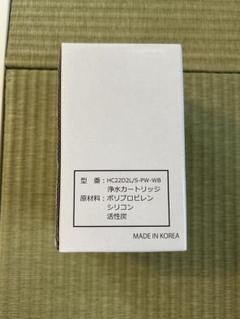 型 番：HC22D2L/S-PW-WB
浄水カートリッジ
原材料：ポリプロピレン
シリコン
活性炭
MADE IN KOREA